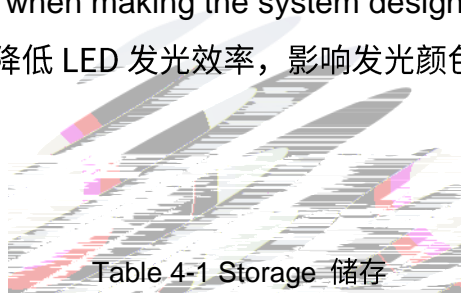 when making the system design
降低 LED 发光效率，影响发光颜色
Table 4-1 Storage 储存